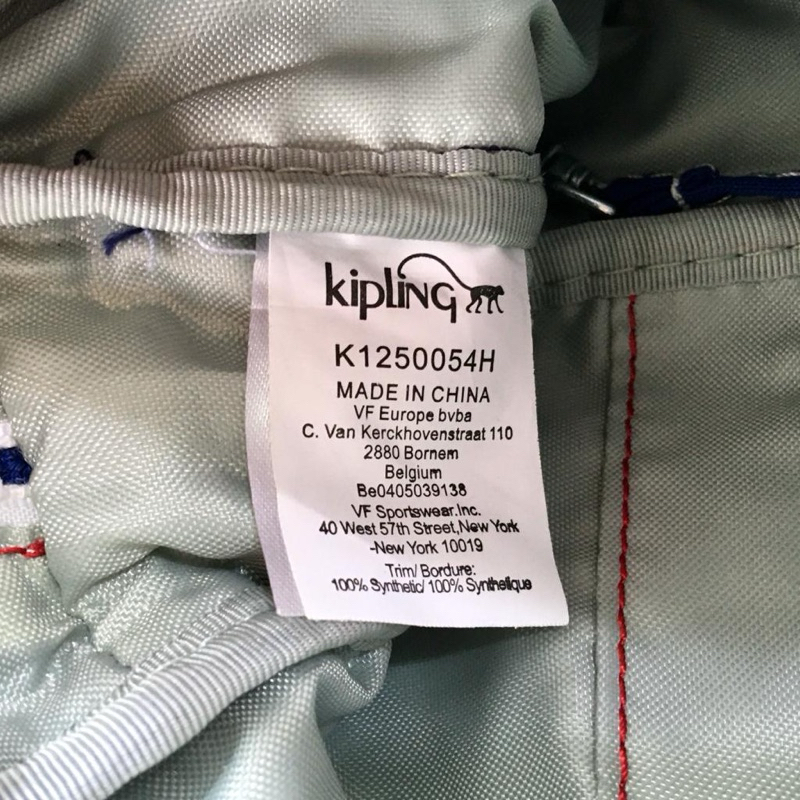 kipling
K1250054H
MADE IN CHINA
VF Europe bvba
C. Van Kerckhovenstraat 110
2880 Bornem
Belgium
Be0405039138
VF Sportswear.Inc.
40 West 57th Street,New York
-New York 10019
Trim/ Bordure:
100% Synthetic/ 100% Synthetique